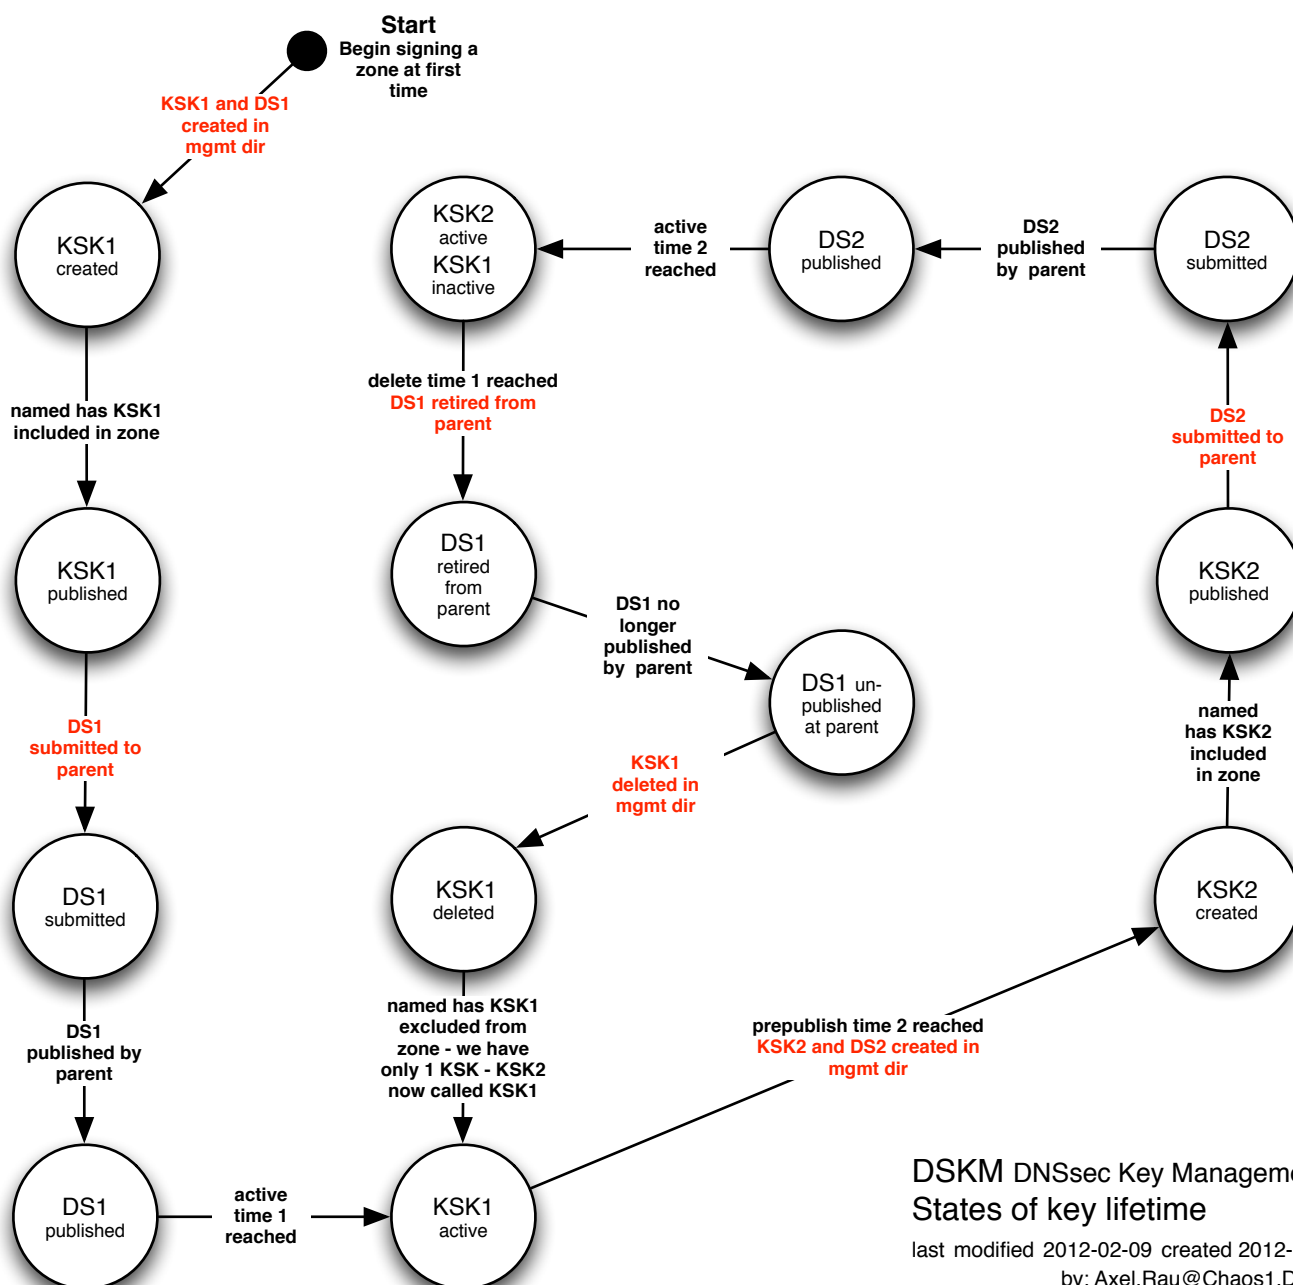 Start
Begin signing a
zone at first
time
KSK1 and DS1
created in
mgmt dir
KSK1
created
named has KSK1
included in zone
KSK1
published
DS1
submitted to
parent
DS1
submitted
DS1
published by
parent
DS1
published
active
time 1
reached
KSK1
active
prepublish time 2 reached
KSK2 and DS2 created in
mgmt dir
KSK2
created
named
has KSK2
included
in zone
KSK2
published
DS2
submitted to
parent
DS2
submitted
DS2
published
by parent
DS2
published
active
time 2
reached
KSK2
active
KSK1
inactive
delete time 1 reached
DS1 retired from
parent
DS1
retired
from
parent
DS1 no
longer
published
by parent
DS1 un-
published
at parent
KSK1
deleted in
mgmt dir
KSK1
deleted
named has KSK1
excluded from
zone - we have
only 1 KSK - KSK2
now called KSK1
DSKM DNSsec Key Manageme
States of key lifetime
last modified 2012-02-09 created 2012-
by: Axel.Rau@Chaos1.D